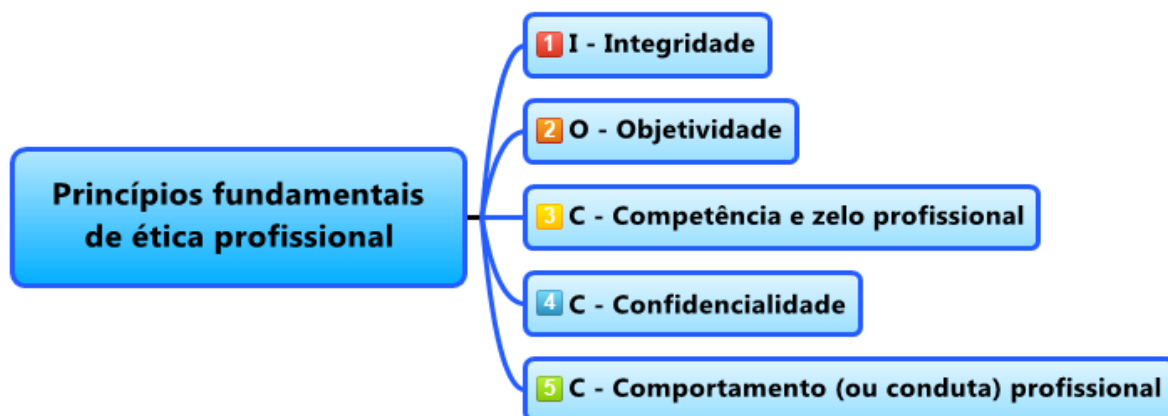 Princípios fundamentais
de ética profissional
1 I - Integridade
2 O - Objetividade
3 C - Competência e zelo profissional
4 C - Confidencialidade
5 C - Comportamento (ou conduta) profissional